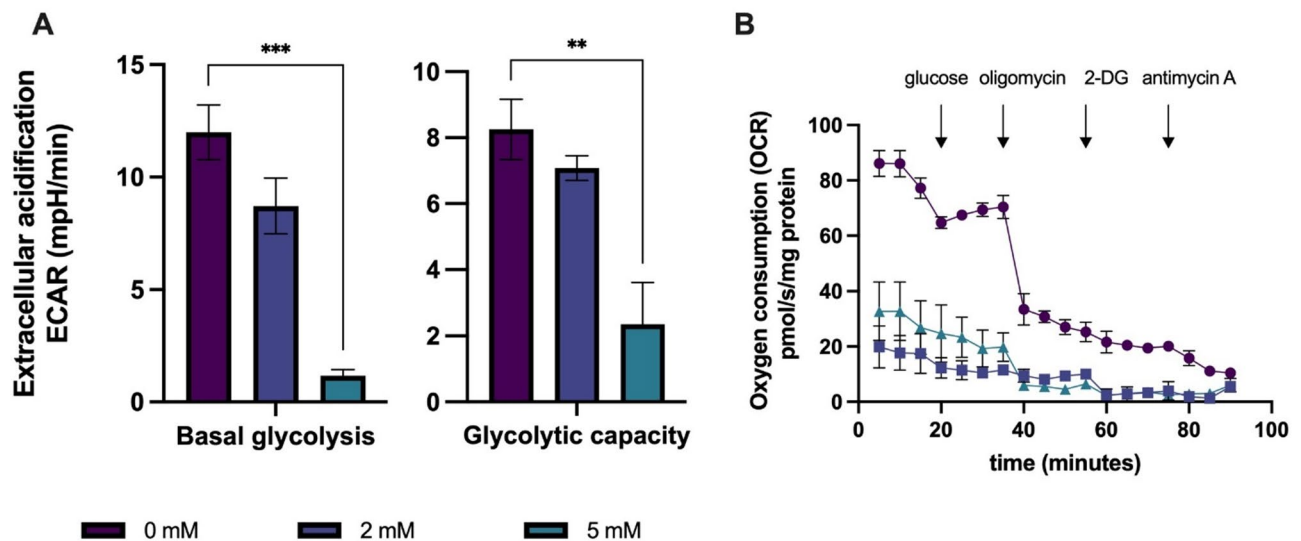 A
***
15
10
5
0
Extracellular acidification
ECAR (mpH/min)
Basal glycolysis
**
10
8
6
4
2
0
Glycolytic capacity
0 mM
2 mM
5 mM
B
glucose oligomycin 2-DG antimycin A
100
80
60
40
20
0
Oxygen consumption (OCR)
pmol/s/mg protein
0 20 40 60 80 100
time (minutes)